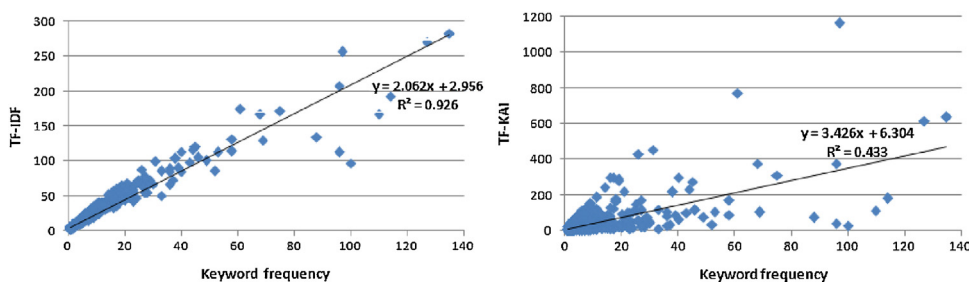 300
250
200
150
100
50
0
TF-IDF
y = 2.062x + 2.956
R² = 0.926
0 20 40 60 80 100 120 140
Keyword frequency
1200
1000
800
600
400
200
0
TF-KAI
y = 3.426x + 6.304
R² = 0.433
0 20 40 60 80 100 120 140
Keyword frequency